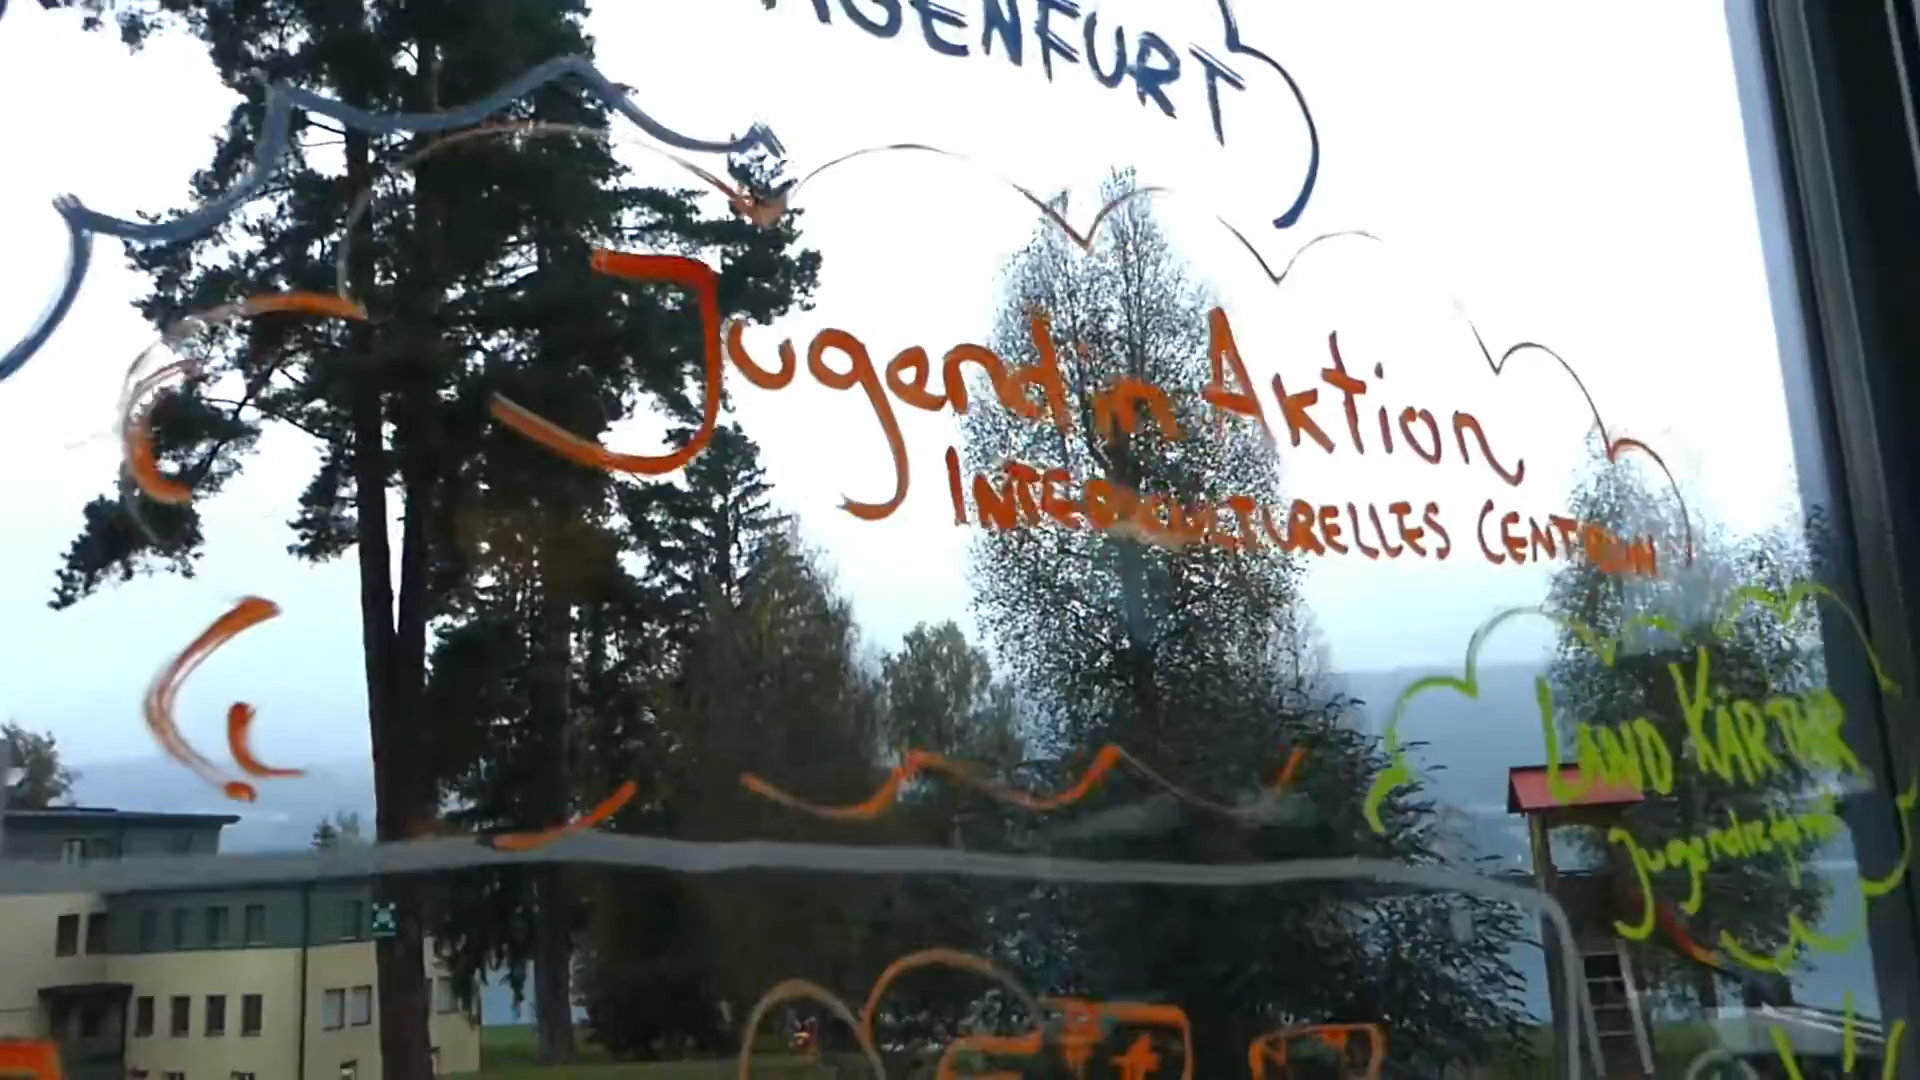 AGENFURT
Jugend in Aktion
INTERKULTURELLES CENTRUM
LAND KÄRNTEN